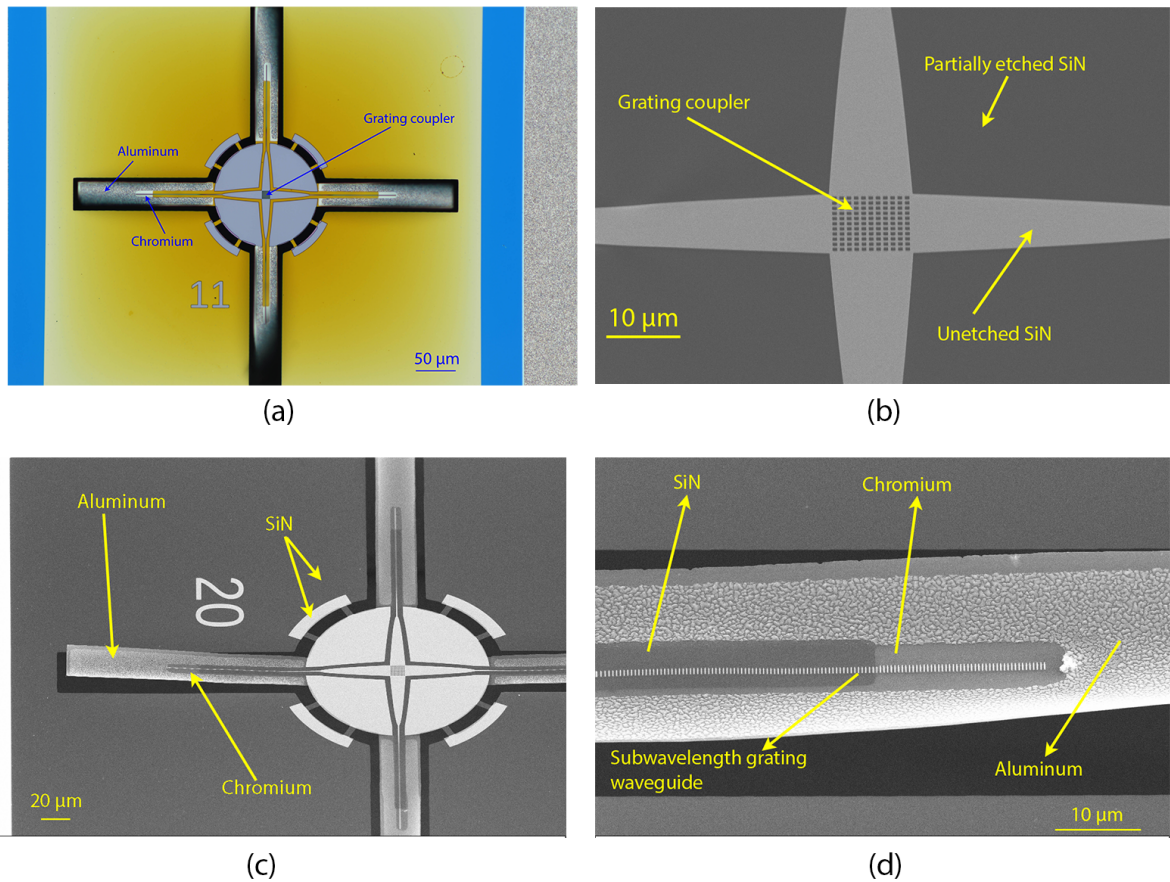 Grating coupler
Aluminum
Chromium
11
50 µm
(a)
Partially etched SiN
Grating coupler
10 µm
Unetched SiN
(b)
Aluminum
SiN
20
Chromium
20 µm
(c)
SiN
Chromium
Subwavelength grating
waveguide
Aluminum
10 µm
(d)